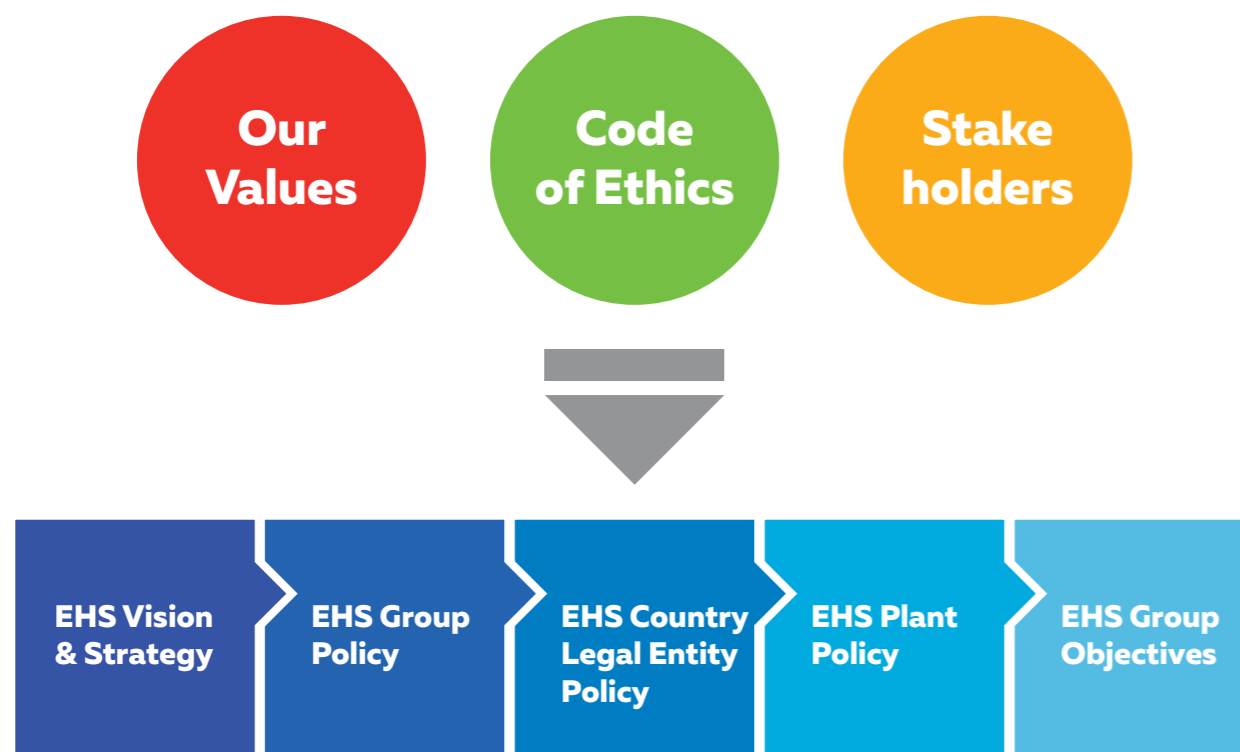 Our
Values
Code
of Ethics
Stake
holders
EHS Vision
& Strategy
EHS Group
Policy
EHS Country
Legal Entity
Policy
EHS Plant
Policy
EHS Group
Objectives